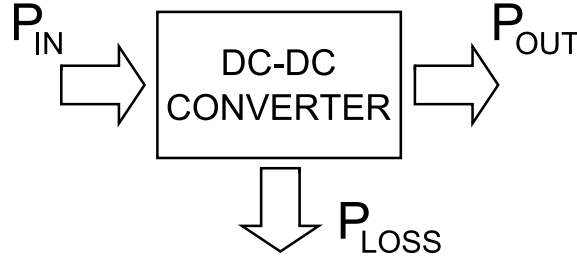 P_IN
DC-DC
CONVERTER
P_OUT
P_LOSS